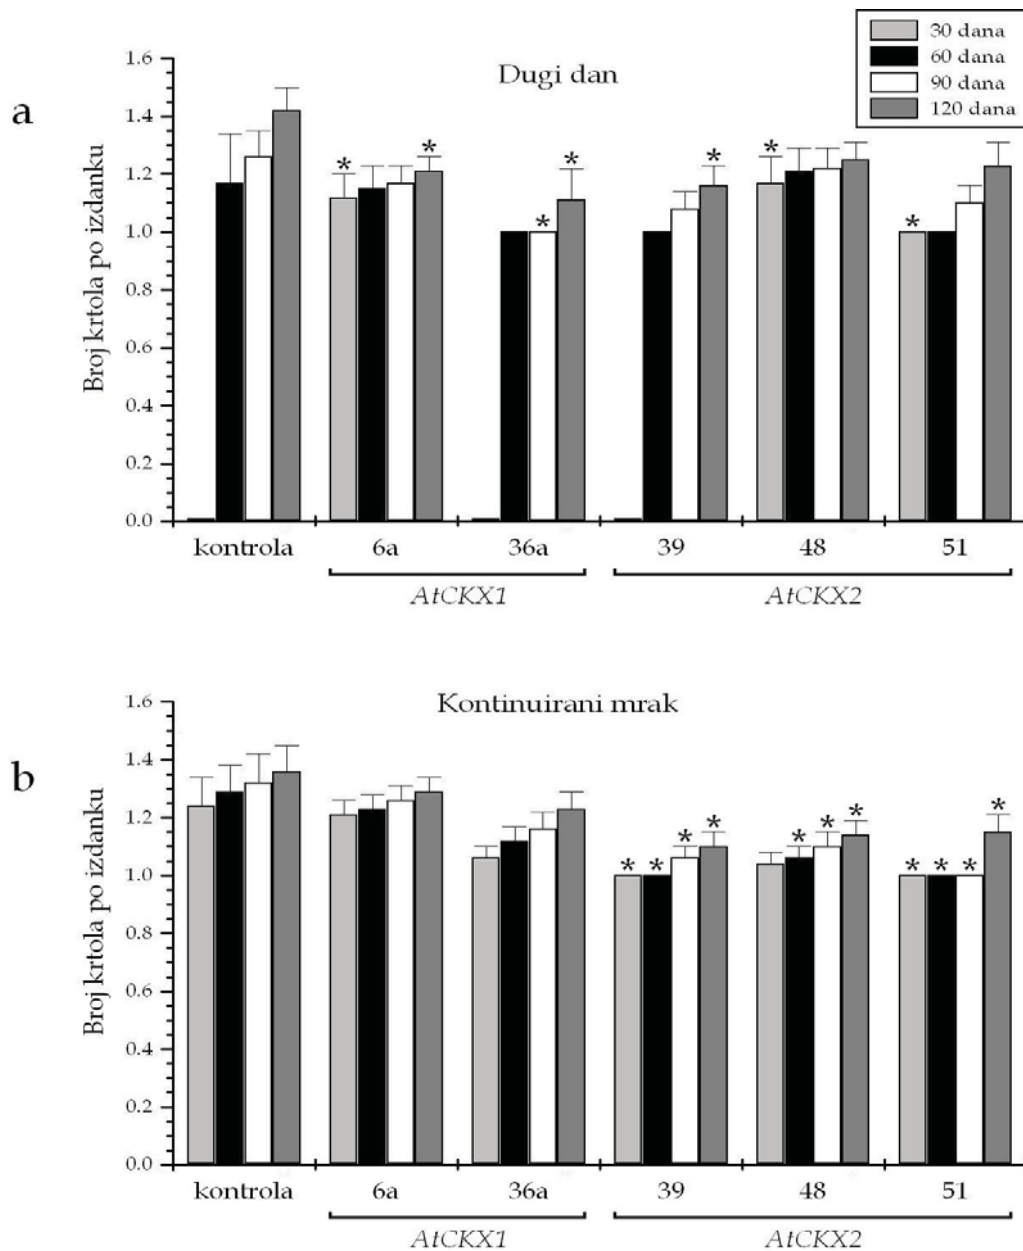 30 dana
60 dana
90 dana
120 dana
a
Dugi dan
Broj krtola po izdanku
1.6
1.4
1.2
1.0
0.8
0.6
0.4
0.2
0.0
* * * * * * * *
kontrola 6a 36a 39 48 51
AtCKX1 AtCKX2
b
Kontinuirani mrak
Broj krtola po izdanku
1.6
1.4
1.2
1.0
0.8
0.6
0.4
0.2
0.0
* * * * * * * * * * *
kontrola 6a 36a 39 48 51
AtCKX1 AtCKX2